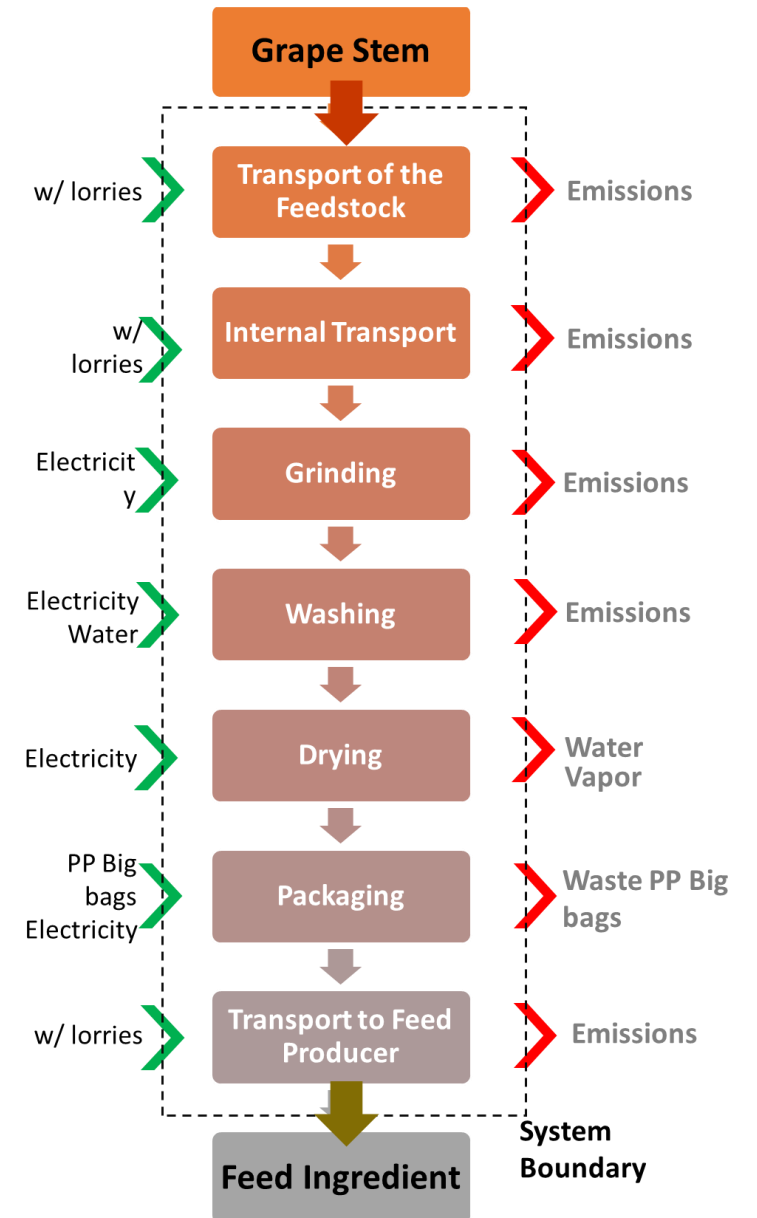 Grape Stem
w/ lorries
Transport of the
Feedstock
Emissions
w/
lorries
Internal Transport
Emissions
Electricit
y
Grinding
Emissions
Electricity
Water
Washing
Emissions
Electricity
Drying
Water
Vapor
PP Big
bags
Electricity
Packaging
Waste PP Big
bags
w/ lorries
Transport to Feed
Producer
Emissions
System
Boundary
Feed Ingredient